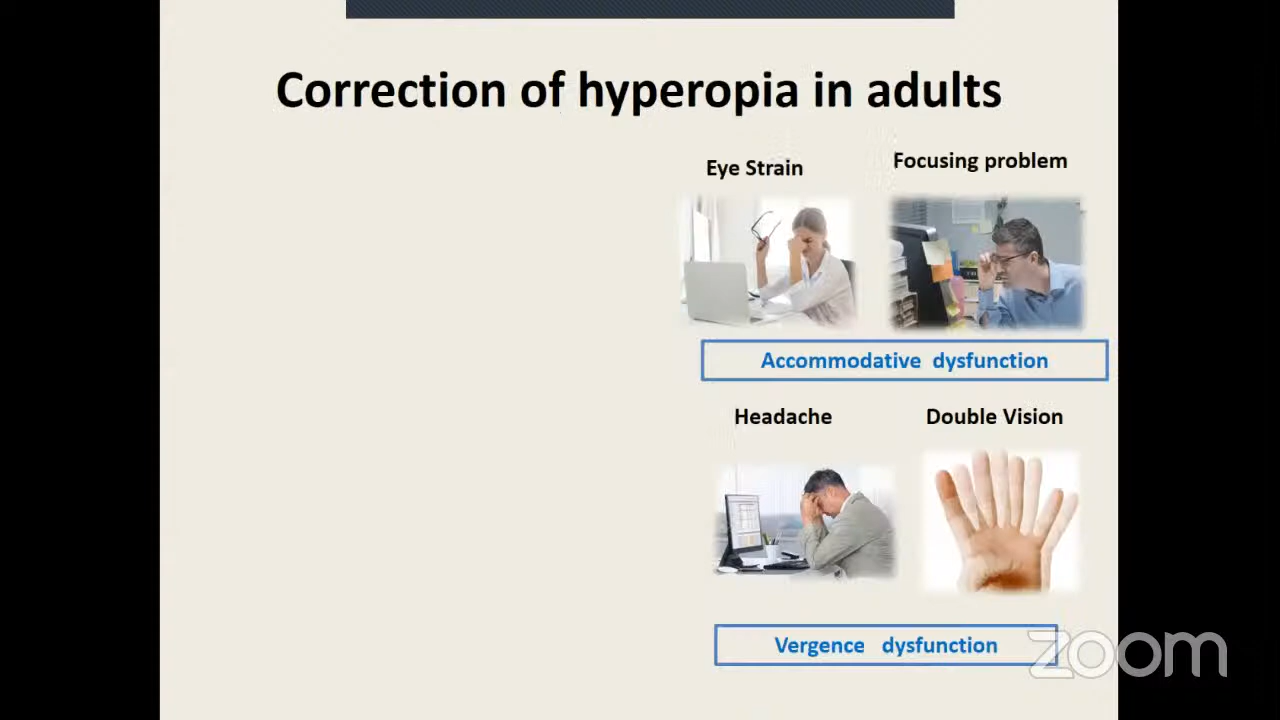 Correction of hyperopia in adults
Eye Strain
Focusing problem
Accommodative dysfunction
Headache
Double Vision
Vergence dysfunction
zoom